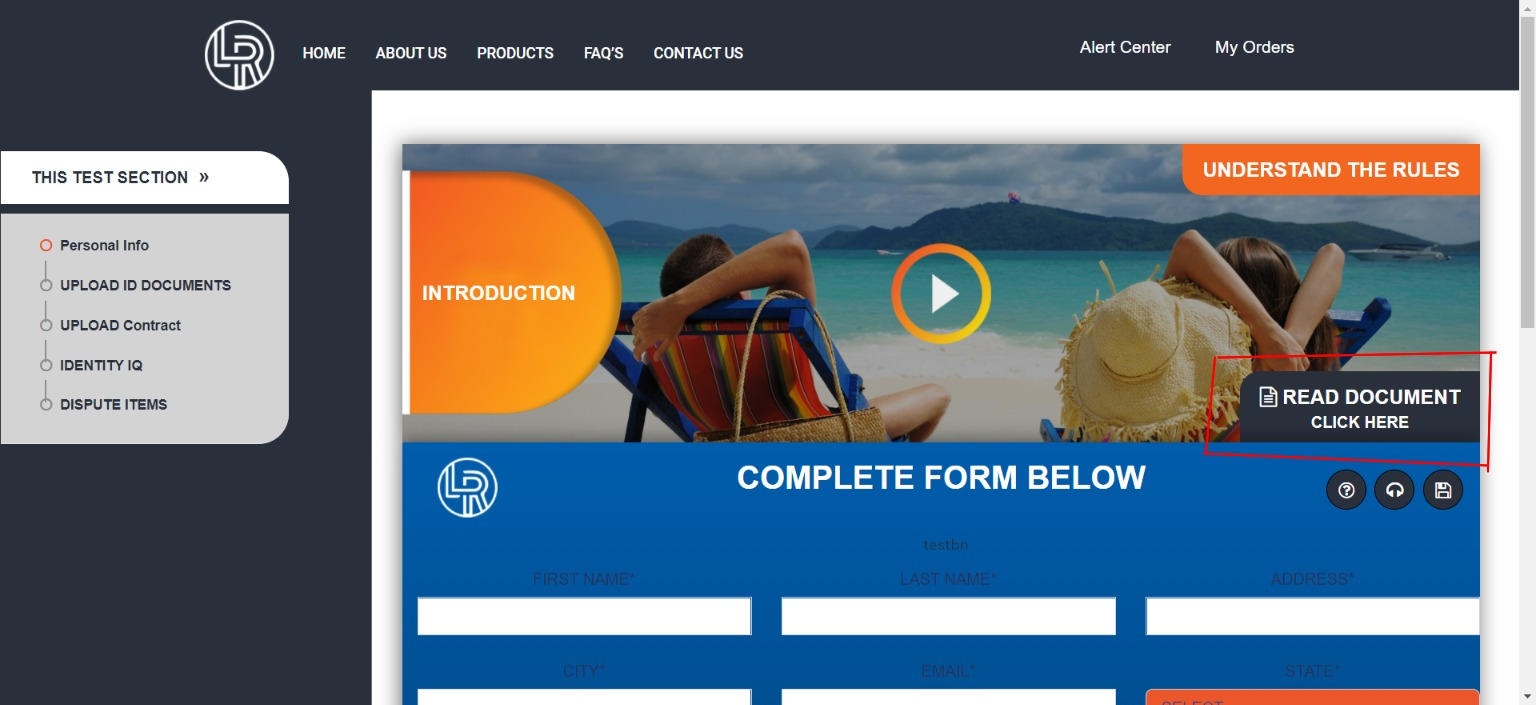 LR
HOME ABOUT US PRODUCTS FAQ'S CONTACT US
Alert Center My Orders
THIS TEST SECTION »
Personal Info
UPLOAD ID DOCUMENTS
UPLOAD Contract
IDENTITY IQ
DISPUTE ITEMS
UNDERSTAND THE RULES
INTRODUCTION
READ DOCUMENT
CLICK HERE
LR
COMPLETE FORM BELOW
testbn
FIRST NAME* LAST NAME* ADDRESS*
CITY* EMAIL* STATE*
SELECT